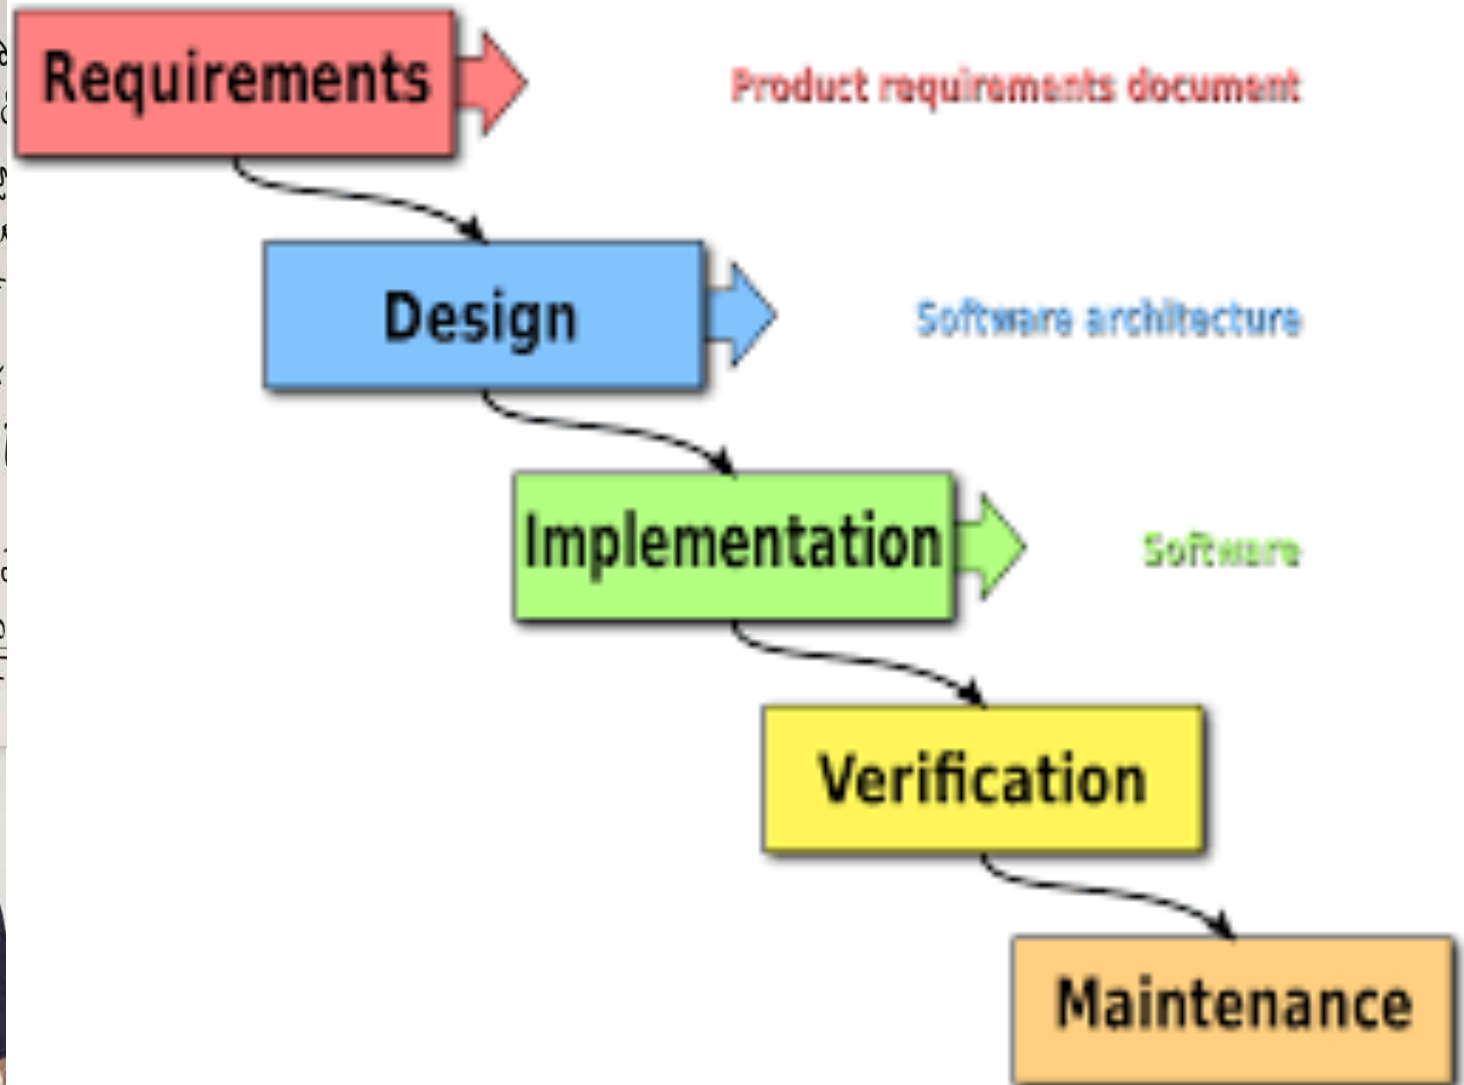 Requirements
Product requirements document
Design
Software architecture
Implementation
Software
Verification
Maintenance